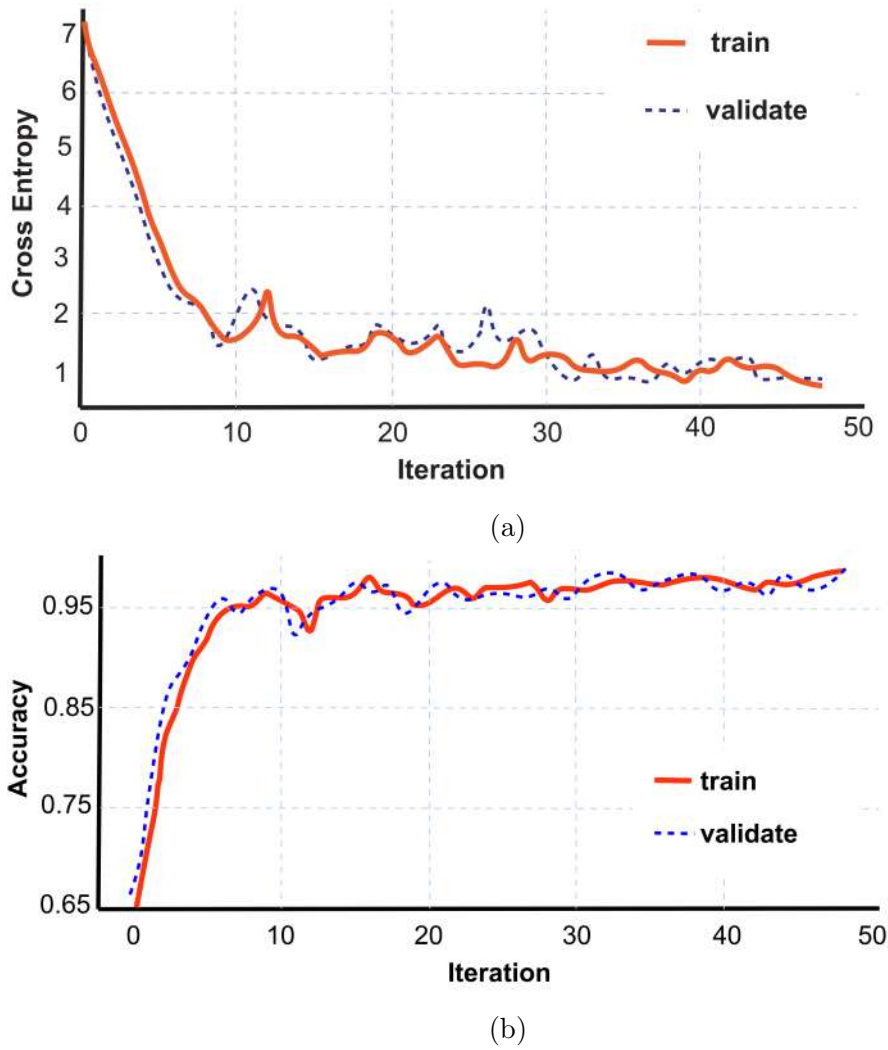 7
6
5
4
3
2
1
Cross Entropy
train
validate
0 10 20 30 40 50
Iteration
(a)
0.95
0.85
0.75
0.65
Accuracy
train
validate
0 10 20 30 40 50
Iteration
(b)